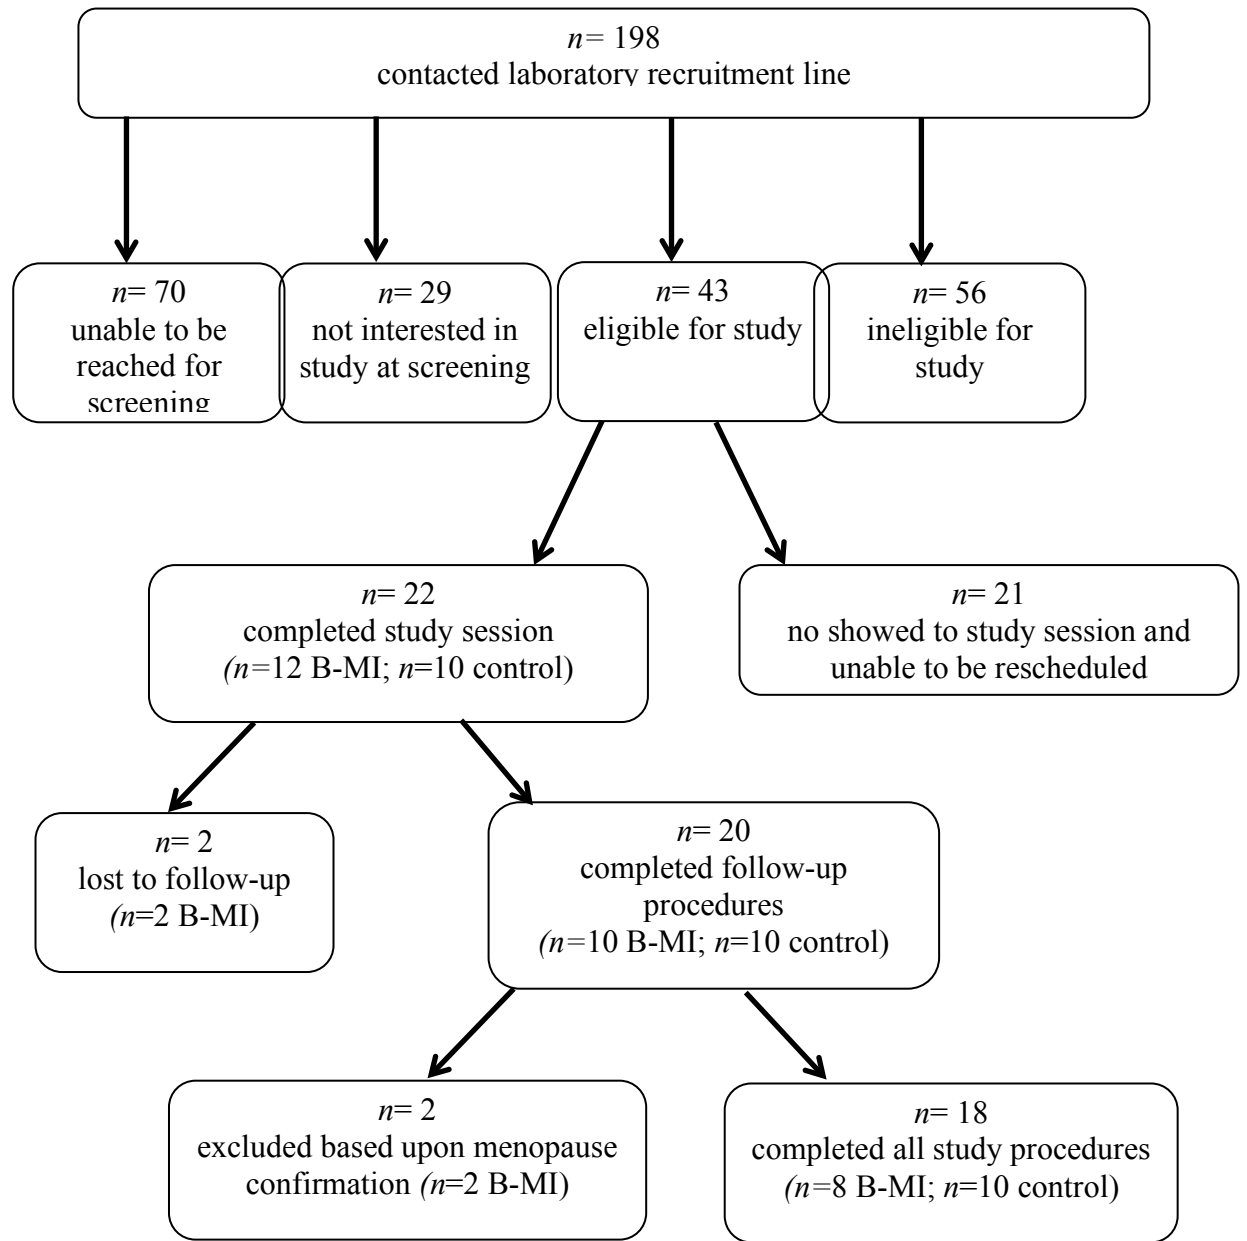 n= 198
contacted laboratory recruitment line
n= 70
unable to be
reached for
screening
n= 29
not interested in
study at screening
n= 43
eligible for study
n= 56
ineligible for
study
n= 22
completed study session
(n=12 B-MI; n=10 control)
n= 21
no showed to study session and
unable to be rescheduled
n= 2
lost to follow-up
(n=2 B-MI)
n= 20
completed follow-up
procedures
(n=10 B-MI; n=10 control)
n= 2
excluded based upon menopause
confirmation (n=2 B-MI)
n= 18
completed all study procedures
(n=8 B-MI; n=10 control)